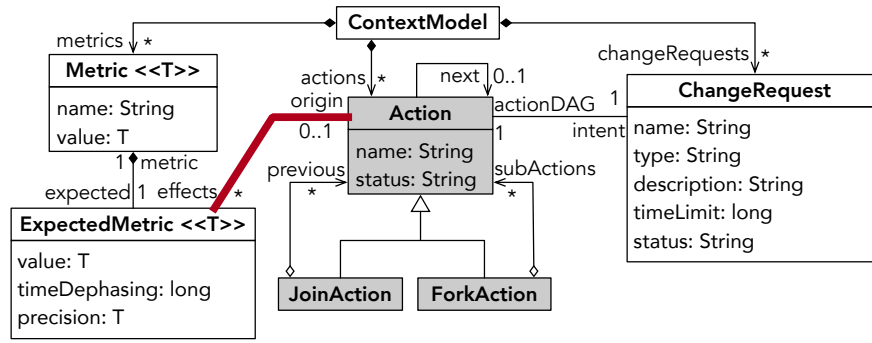 ContextModel
metrics
*
actions
*
changeRequests
*
Metric <<T>>
name: String
value: T
next
0..1
origin
0..1
Action
name: String
status: String
actionDAG
1
1
intent
ChangeRequest
name: String
type: String
description: String
timeLimit: long
status: String
1
metric
expected
1
effects
*
previous
*
subActions
*
ExpectedMetric <<T>>
value: T
timeDephasing: long
precision: T
JoinAction
ForkAction